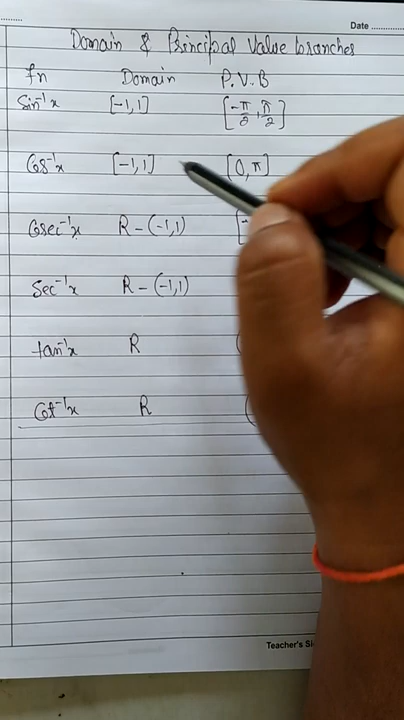 Date ..............
Domain & Principal Value branches
fn Domain P.V.B
Sin⁻¹x [-1,1] [-π/2, π/2]
Cos⁻¹x [-1,1] [0,π]
Cosec⁻¹x R-(-1,1) [-
Sec⁻¹x R-(-1,1)
tan⁻¹x R (
Cot⁻¹x R (
Teacher's Si